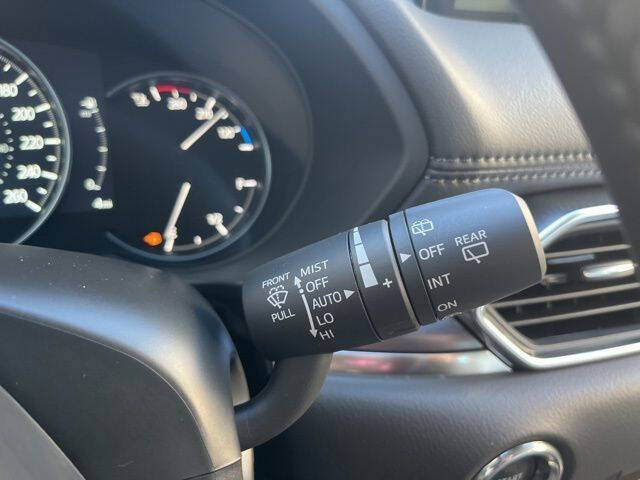 180
200
220
240
260
FRONT
PULL
MIST
OFF
AUTO
LO
HI
+
OFF
INT
ON
REAR